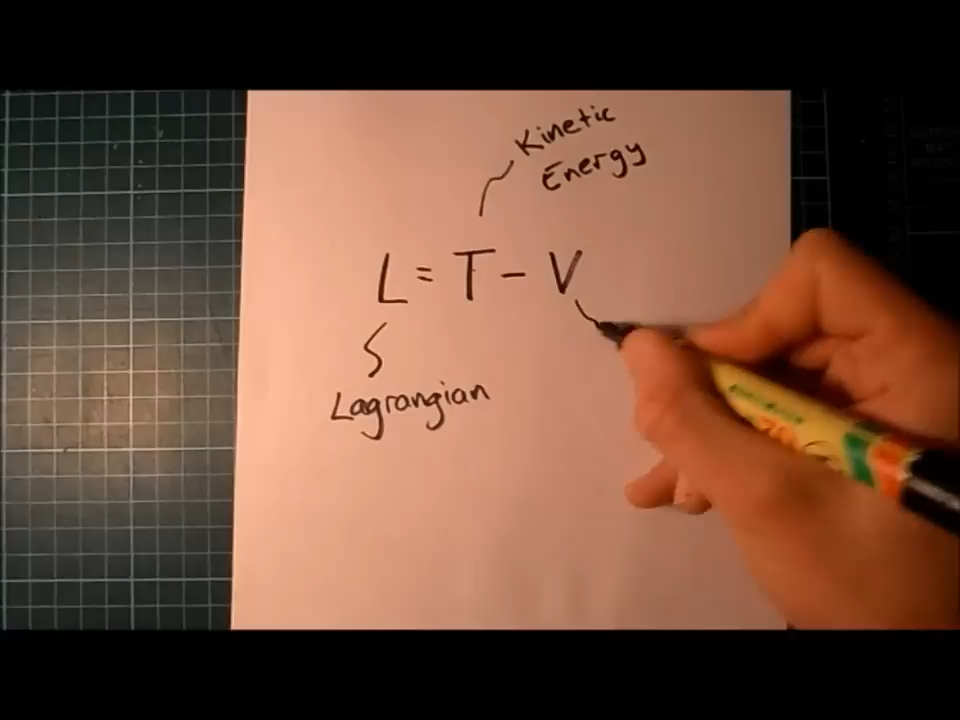 Kinetic
Energy
L = T - V
Lagrangian